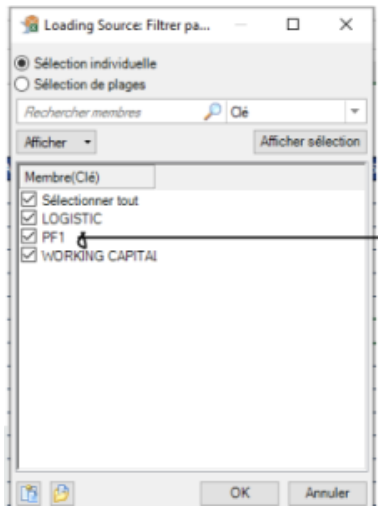 Loading Source: Filtrer pa...
Sélection individuelle
Sélection de plages
Rechercher membres Clé
Afficher Afficher sélection
Membre(Clé)
Sélectionner tout
LOGISTIC
PF1
WORKING CAPITAL
OK Annuler